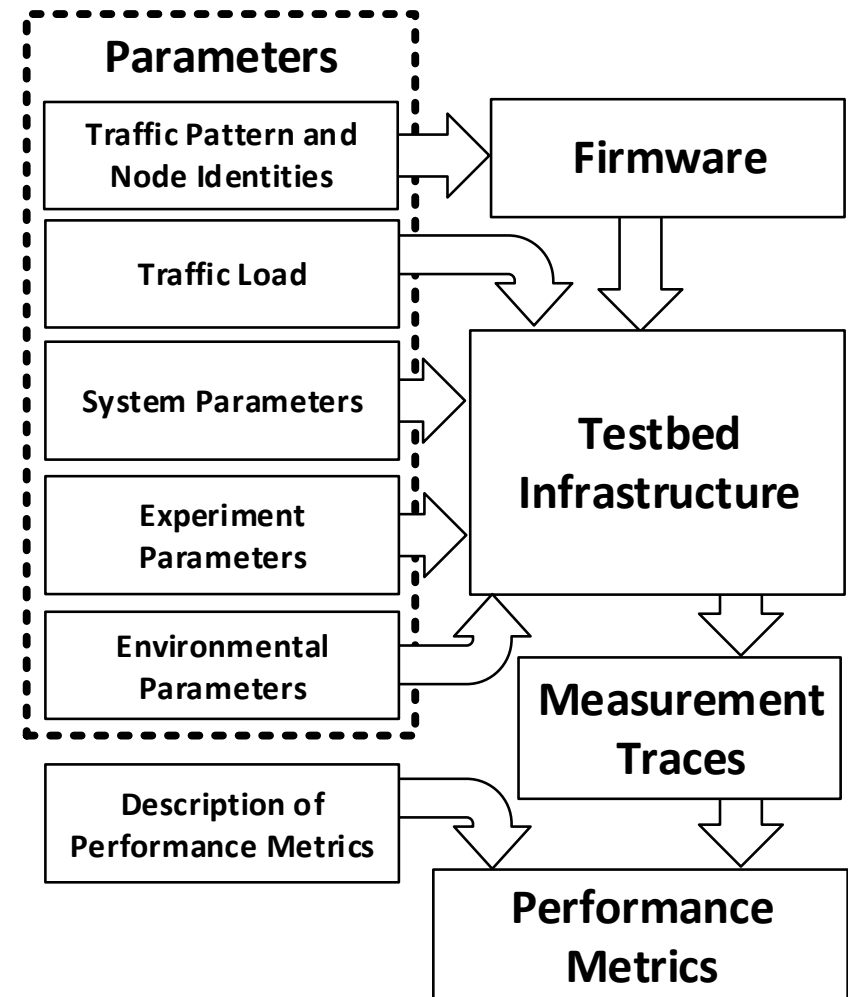 Parameters
Traffic Pattern and
Node Identities
Firmware
Traffic Load
System Parameters
Testbed
Infrastructure
Experiment
Parameters
Environmental
Parameters
Measurement
Traces
Description of
Performance Metrics
Performance
Metrics